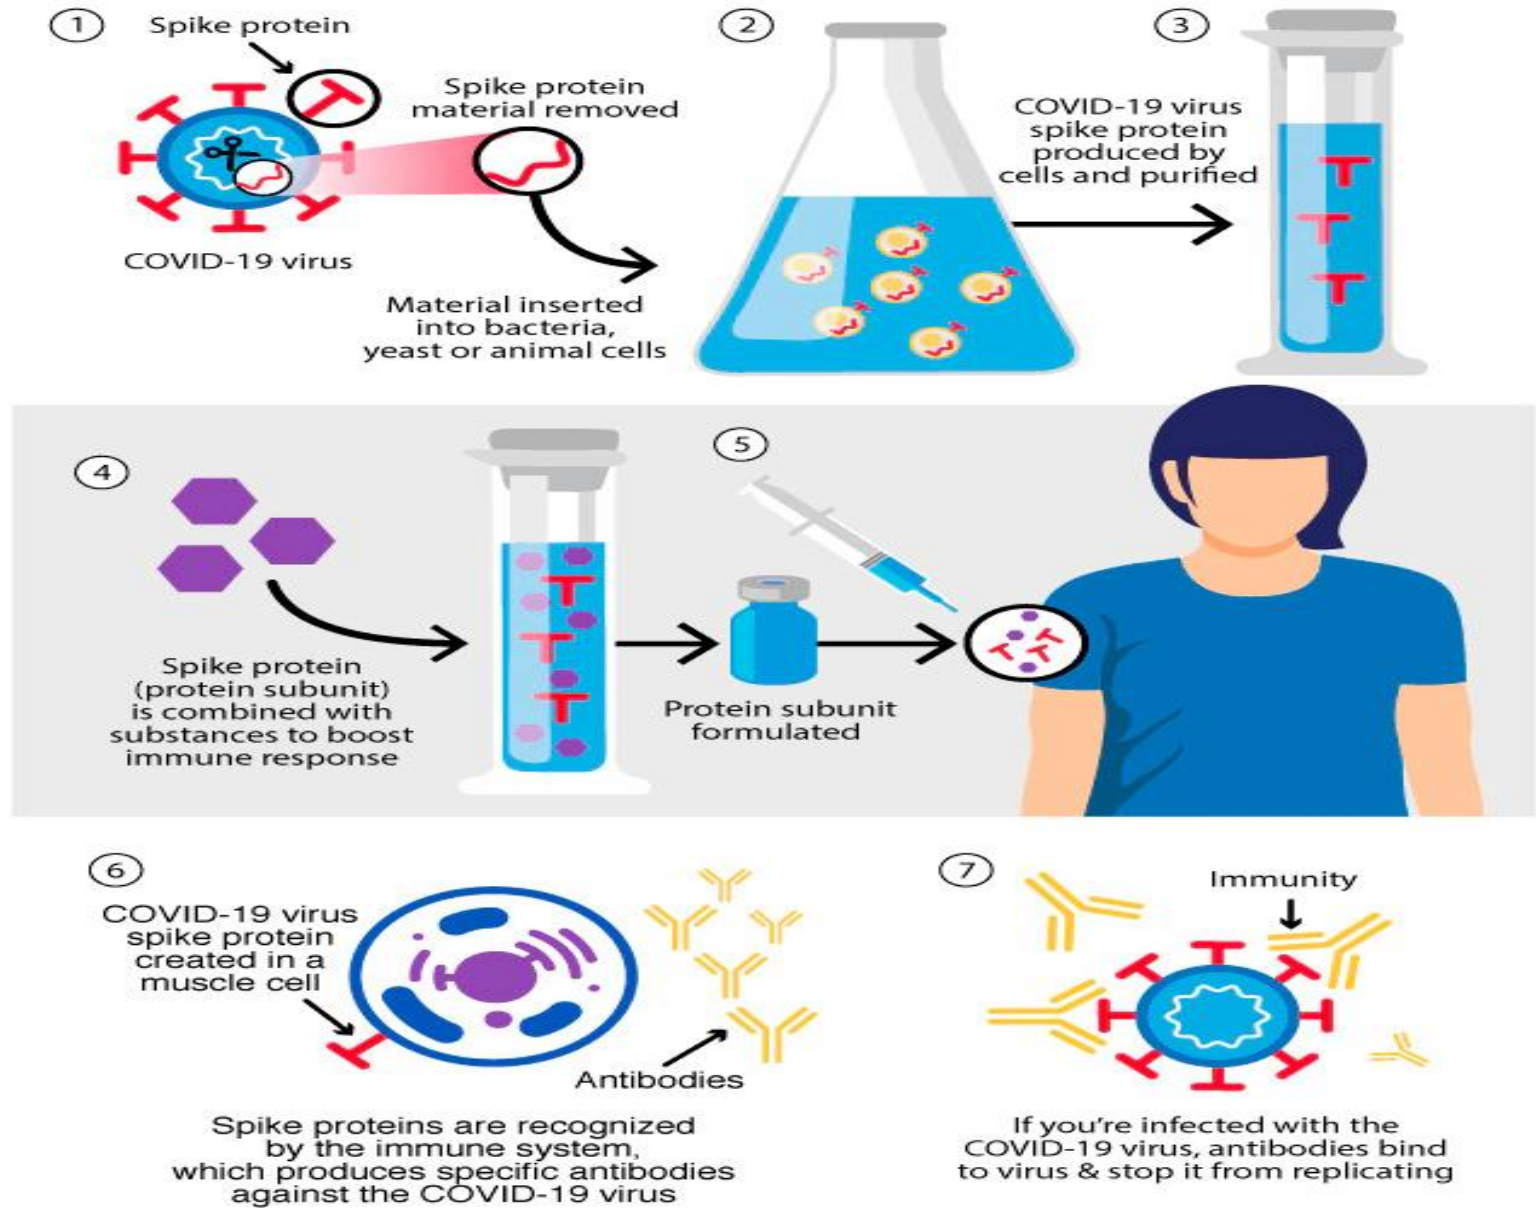 1
Spike protein
Spike protein
material removed
COVID-19 virus
Material inserted
into bacteria,
yeast or animal cells
2
COVID-19 virus
spike protein
produced by
cells and purified
3
4
Spike protein
(protein subunit)
is combined with
substances to boost
immune response
5
Protein subunit
formulated
6
COVID-19 virus
spike protein
created in a
muscle cell
Antibodies
Spike proteins are recognized
by the immune system,
which produces specific antibodies
against the COVID-19 virus
7
Immunity
If you're infected with the
COVID-19 virus, antibodies bind
to virus & stop it from replicating